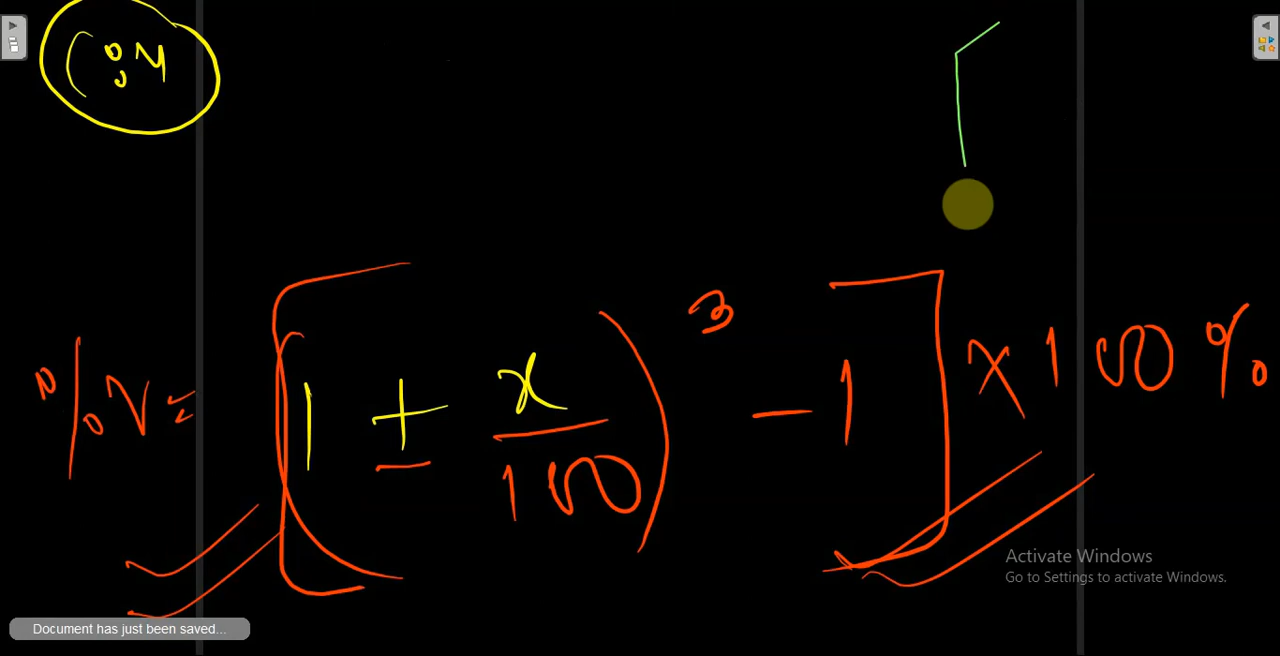 %V = [(1 ± x/100)³ - 1] × 100%
Activate Windows
Go to Settings to activate Windows.
Document has just been saved...